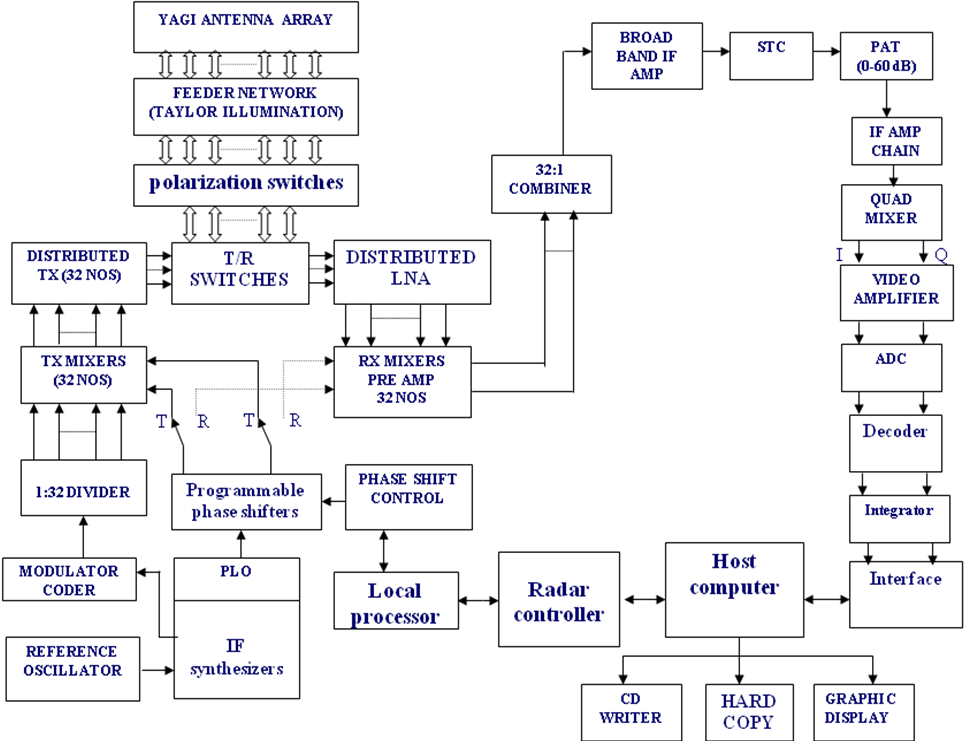 YAGI ANTENNA ARRAY
FEEDER NETWORK
(TAYLOR ILLUMINATION)
polarization switches
T/R
SWITCHES
DISTRIBUTED
TX (32 NOS)
DISTRIBUTED
LNA
TX MIXERS
(32 NOS)
RX MIXERS
PRE AMP
32 NOS
T
R
T
R
1:32 DIVIDER
Programmable
phase shifters
PHASE SHIFT
CONTROL
MODULATOR
CODER
PLO
IF
synthesizers
REFERENCE
OSCILLATOR
Local
processor
Radar
controller
Host
computer
CD
WRITER
HARD
COPY
GRAPHIC
DISPLAY
32:1
COMBINER
BROAD
BAND IF
AMP
STC
PAT
(0-60 dB)
IF AMP
CHAIN
QUAD
MIXER
I
Q
VIDEO
AMPLIFIER
ADC
Decoder
Integrator
Interface